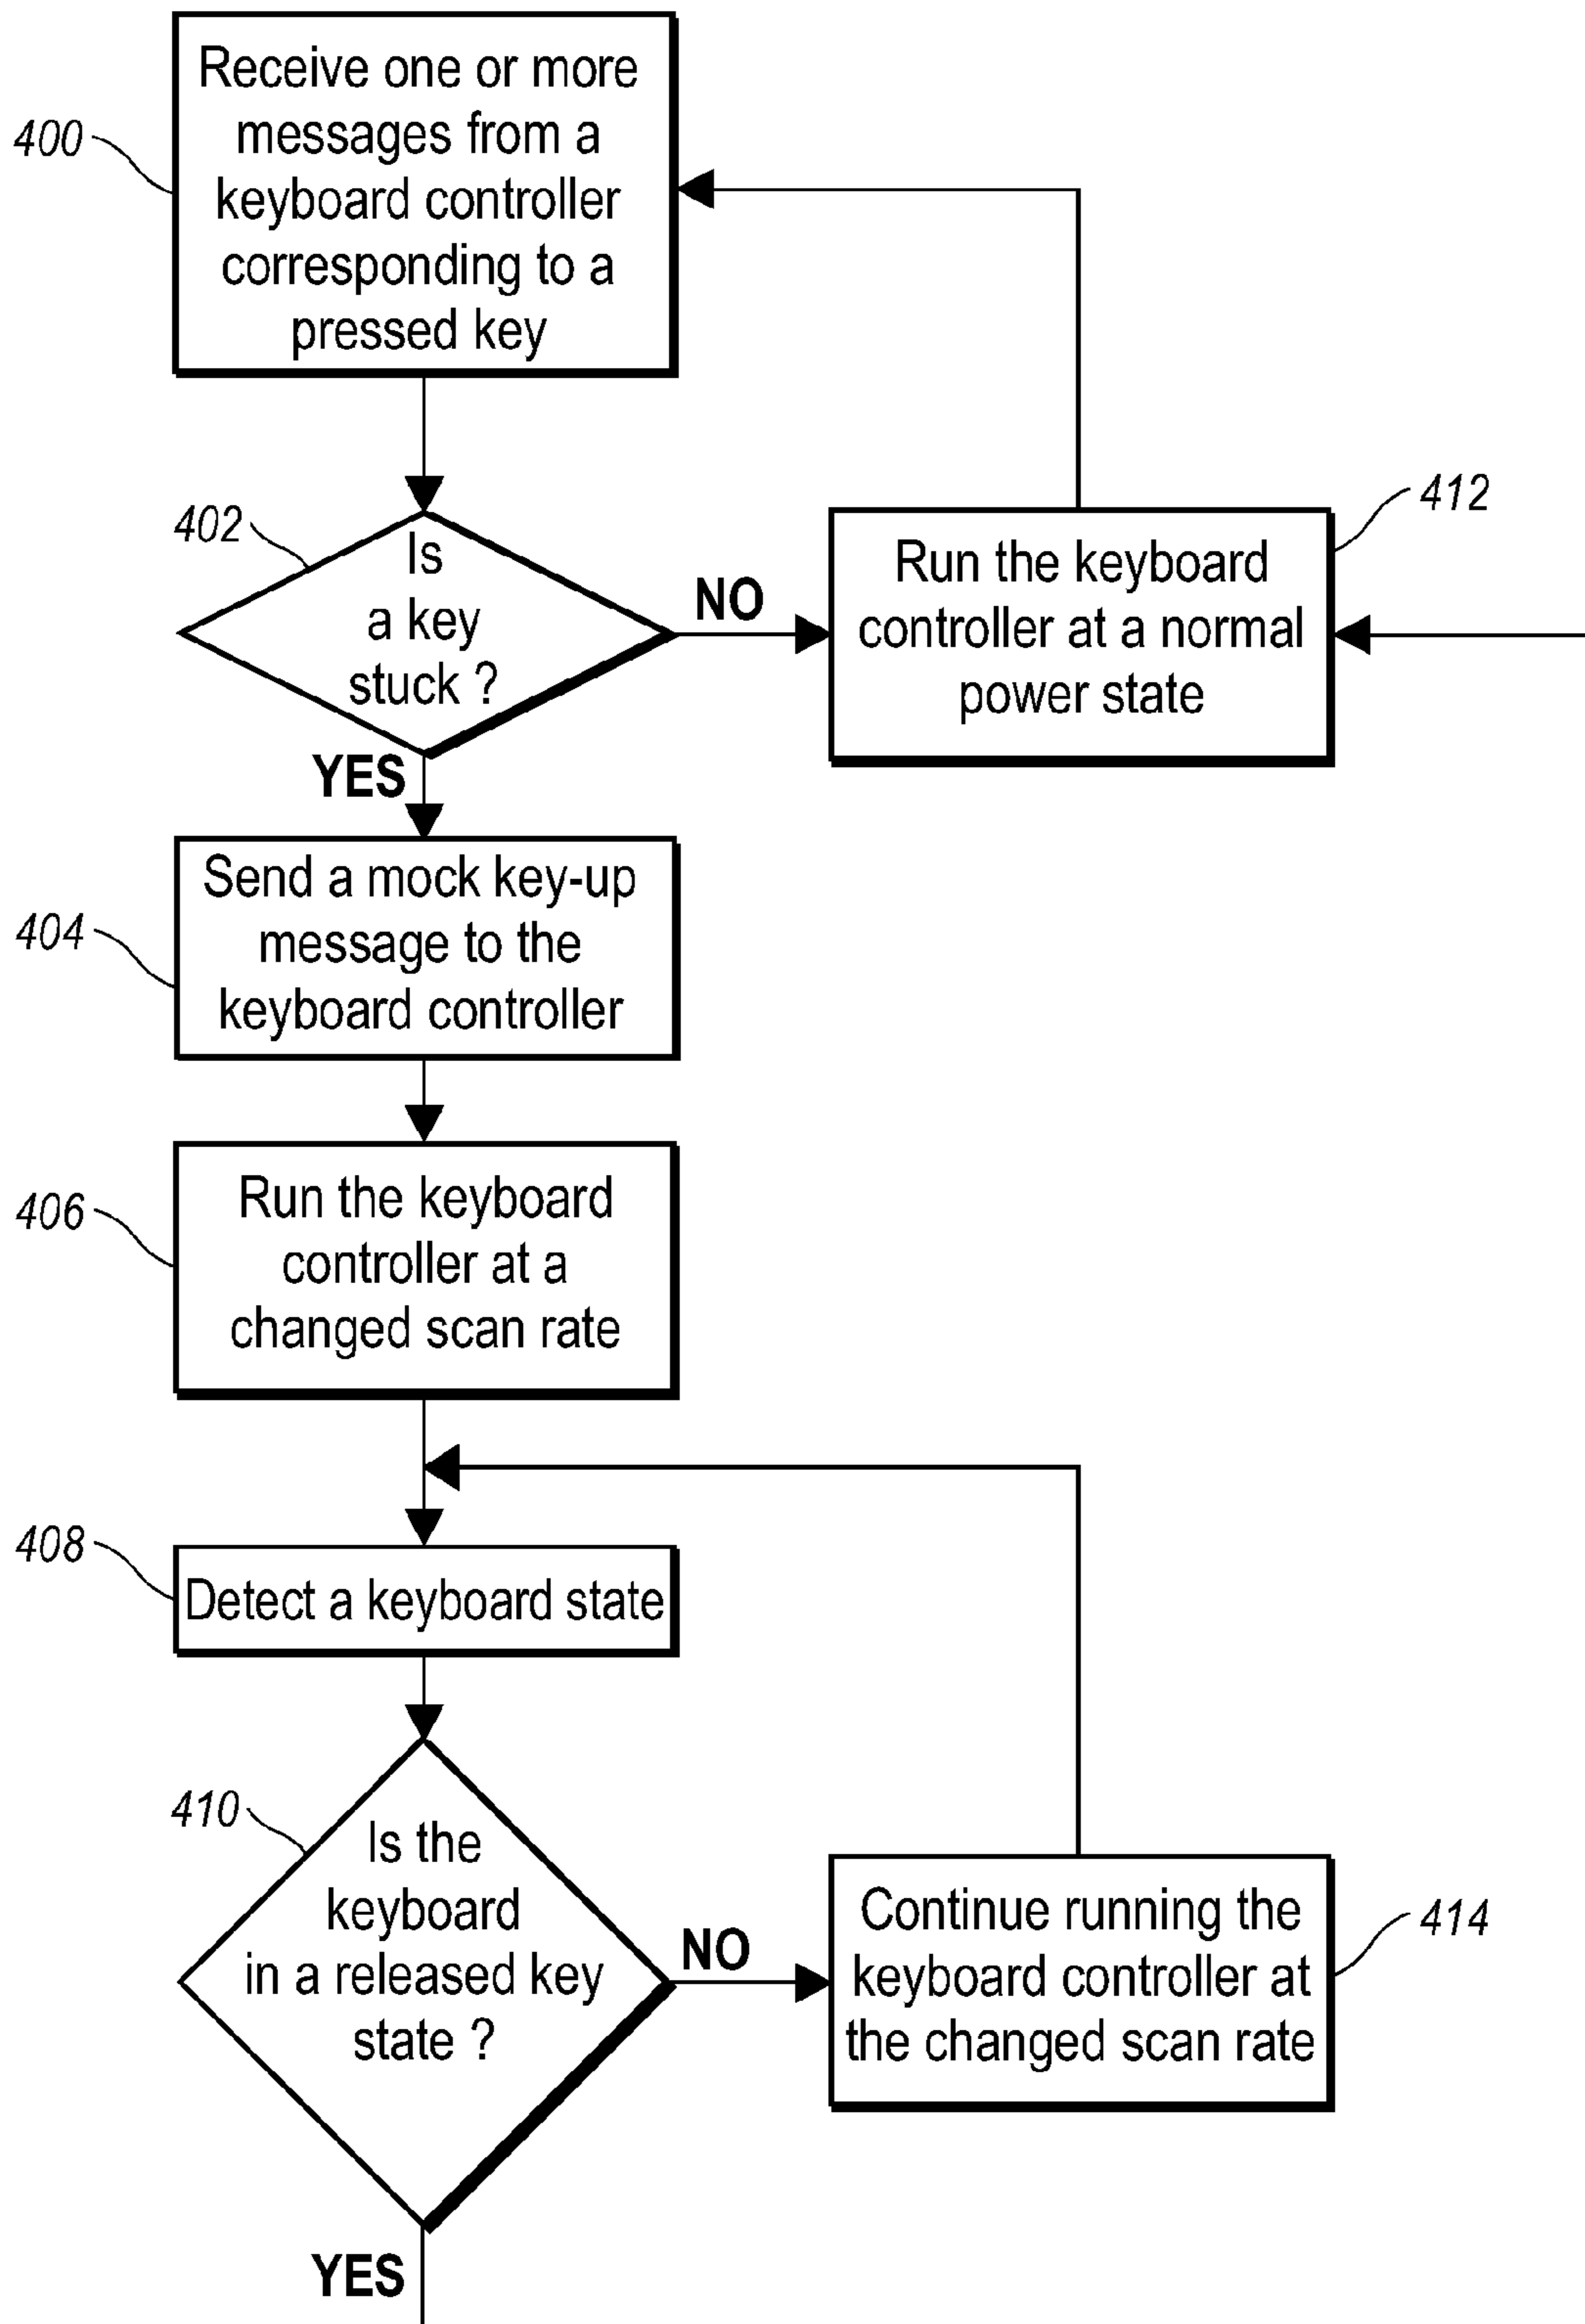 400
Receive one or more
messages from a
keyboard controller
corresponding to a
pressed key
402
Is
a key
stuck ?
NO
YES
412
Run the keyboard
controller at a normal
power state
404
Send a mock key-up
message to the
keyboard controller
406
Run the keyboard
controller at a
changed scan rate
408
Detect a keyboard state
410
Is the
keyboard
in a released key
state ?
NO
YES
414
Continue running the
keyboard controller at
the changed scan rate